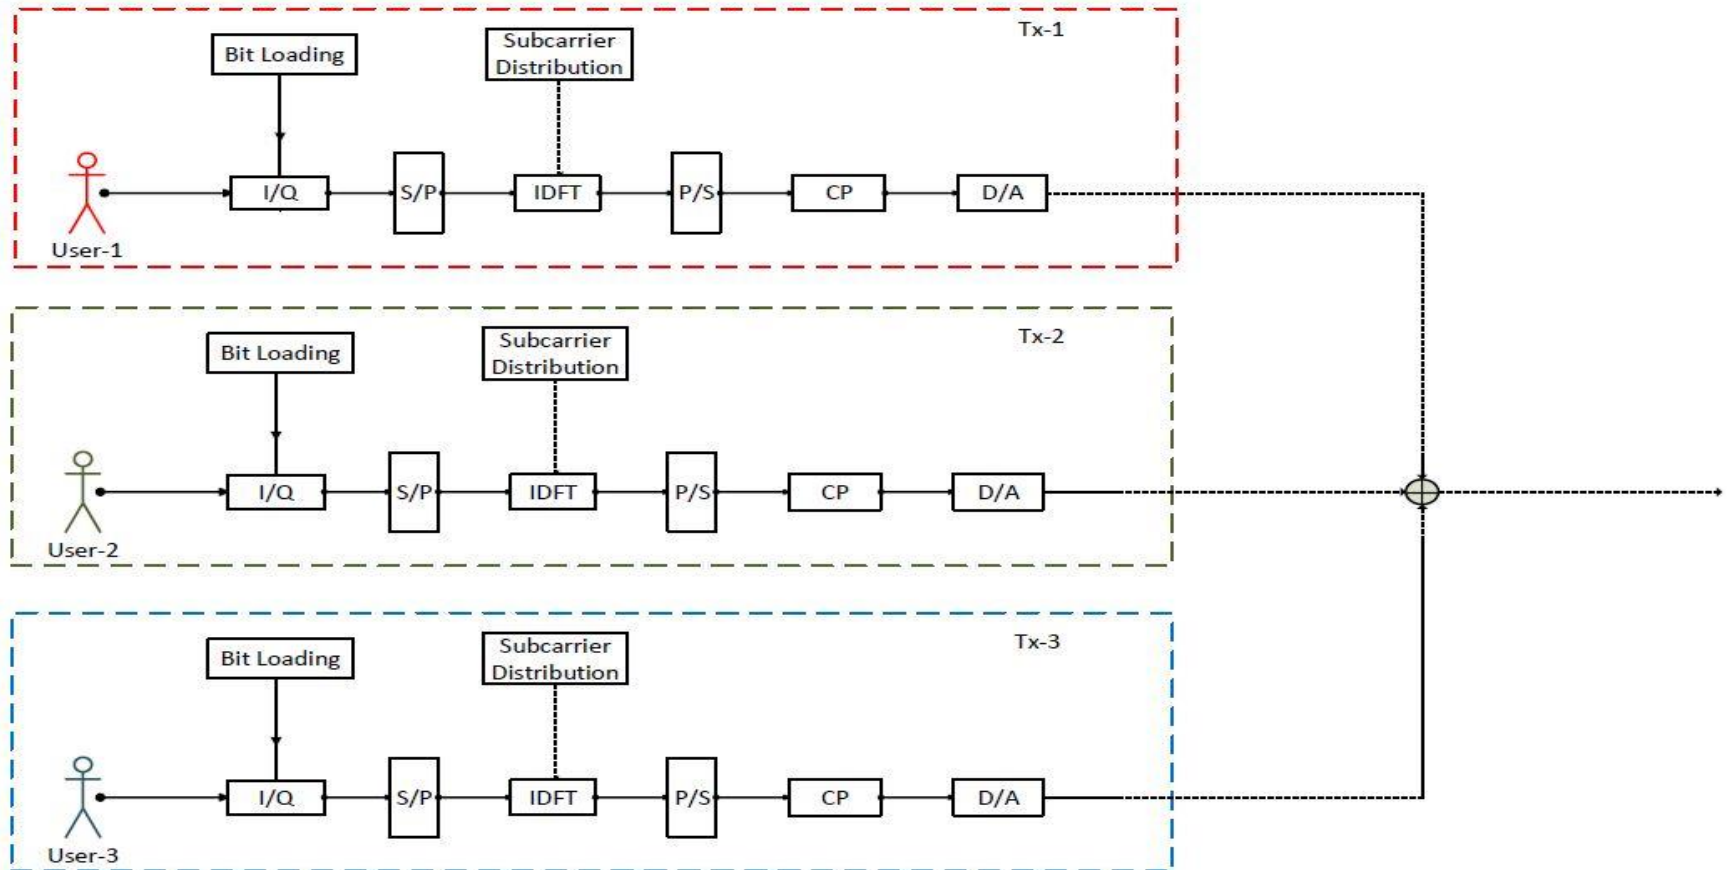 Tx-1
Bit Loading
Subcarrier
Distribution
I/Q
S/P
IDFT
P/S
CP
D/A
User-1
Tx-2
Bit Loading
Subcarrier
Distribution
I/Q
S/P
IDFT
P/S
CP
D/A
User-2
Tx-3
Bit Loading
Subcarrier
Distribution
I/Q
S/P
IDFT
P/S
CP
D/A
User-3